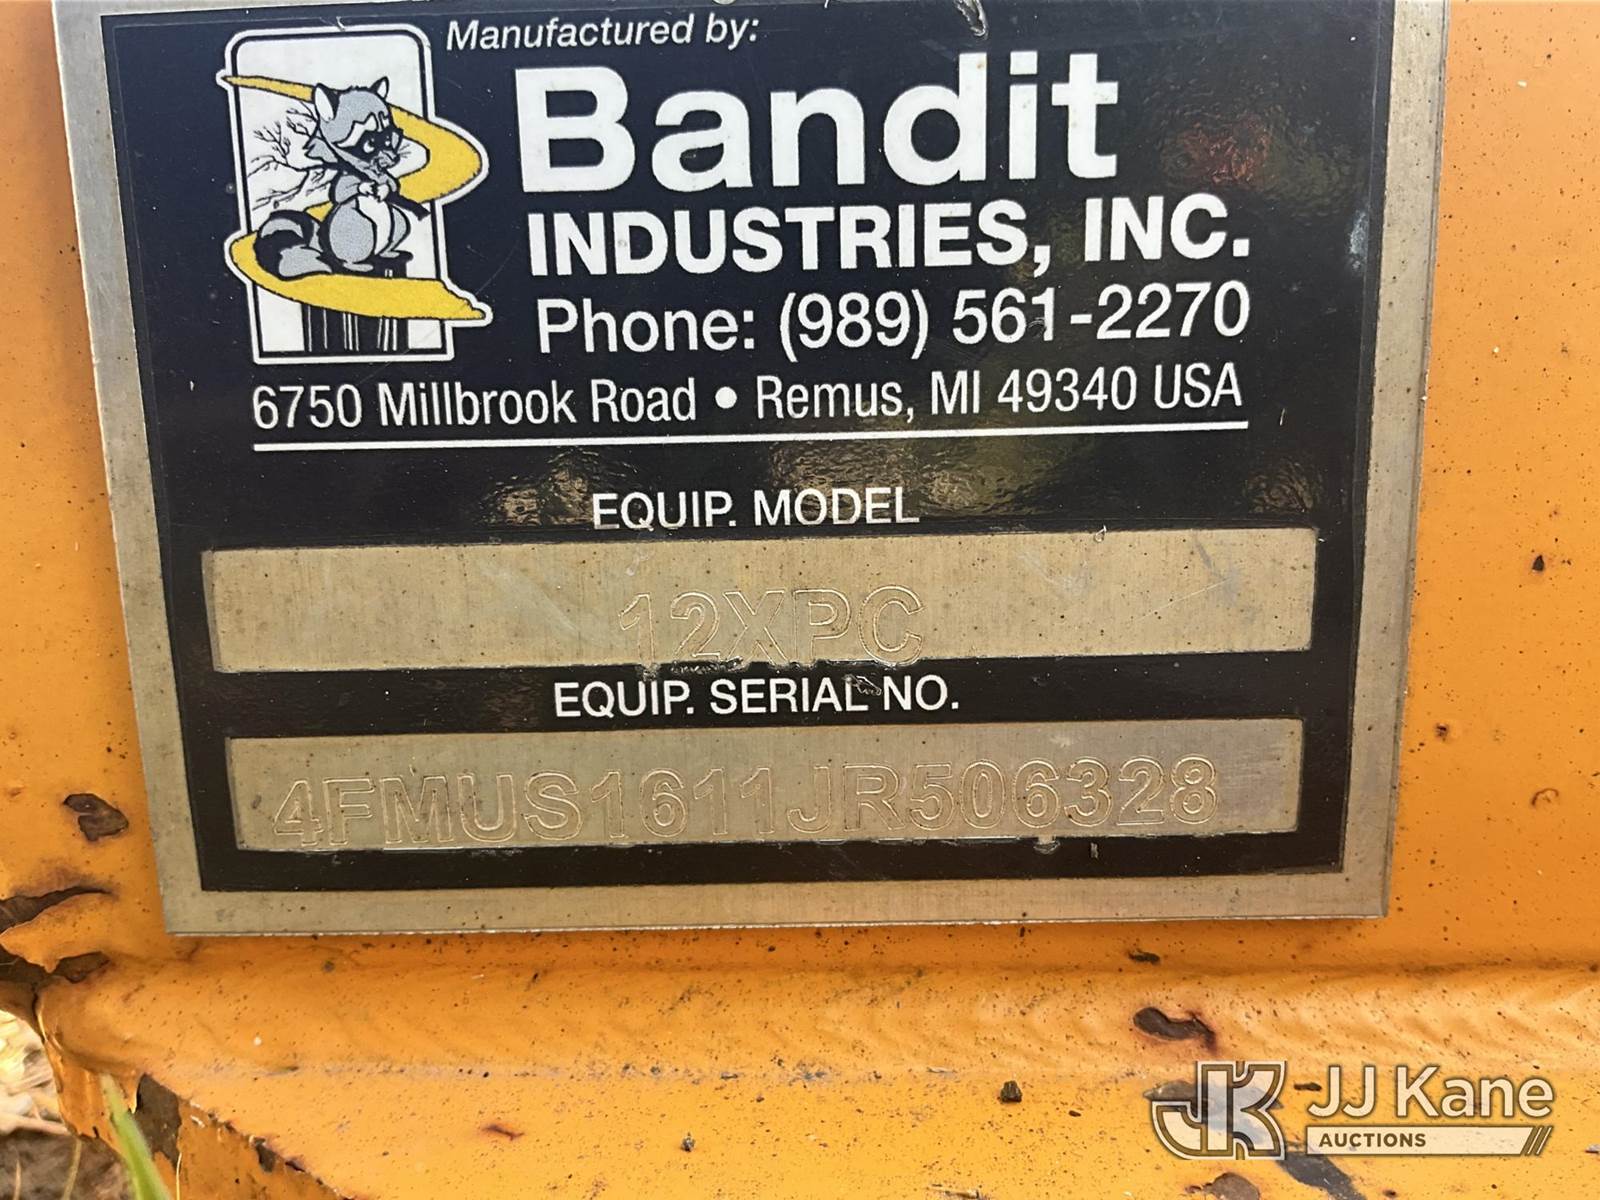 Manufactured by:
Bandit
INDUSTRIES, INC.
Phone: (989) 561-2270
6750 Millbrook Road • Remus, MI 49340 USA
EQUIP. MODEL
12XPC
EQUIP. SERIAL NO.
4FMUS1611JR506328
JK JJ Kane
AUCTIONS